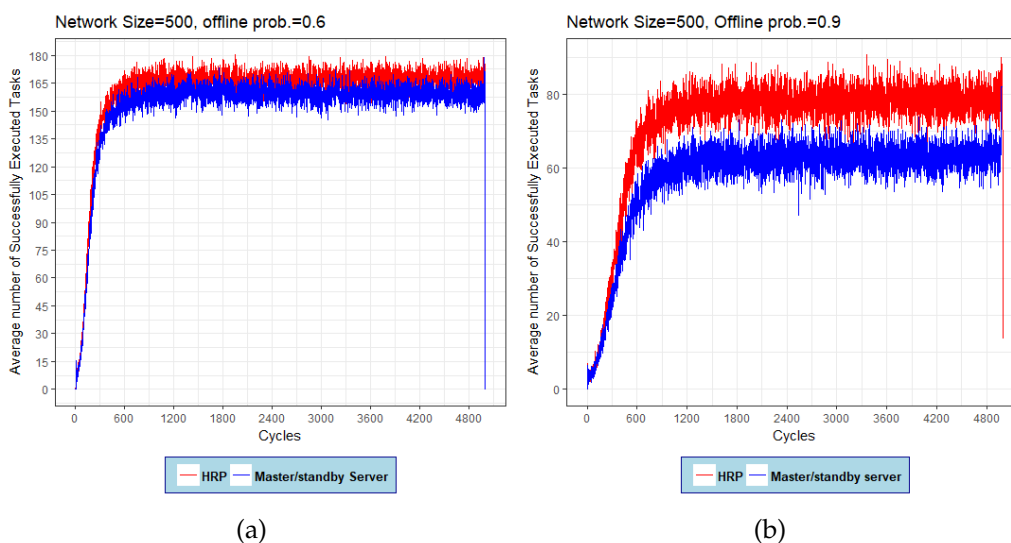 Network Size=500, offline prob.=0.6
Average number of Successfully Executed Tasks
180
165
150
135
120
105
90
75
60
45
30
15
0
0 600 1200 1800 2400 3000 3600 4200 4800
Cycles
HRP Master/standby Server
(a)
Network Size=500, Offline prob.=0.9
Average number of Successfully Executed Tasks
80
60
40
20
0
0 600 1200 1800 2400 3000 3600 4200 4800
Cycles
HRP Master/standby server
(b)